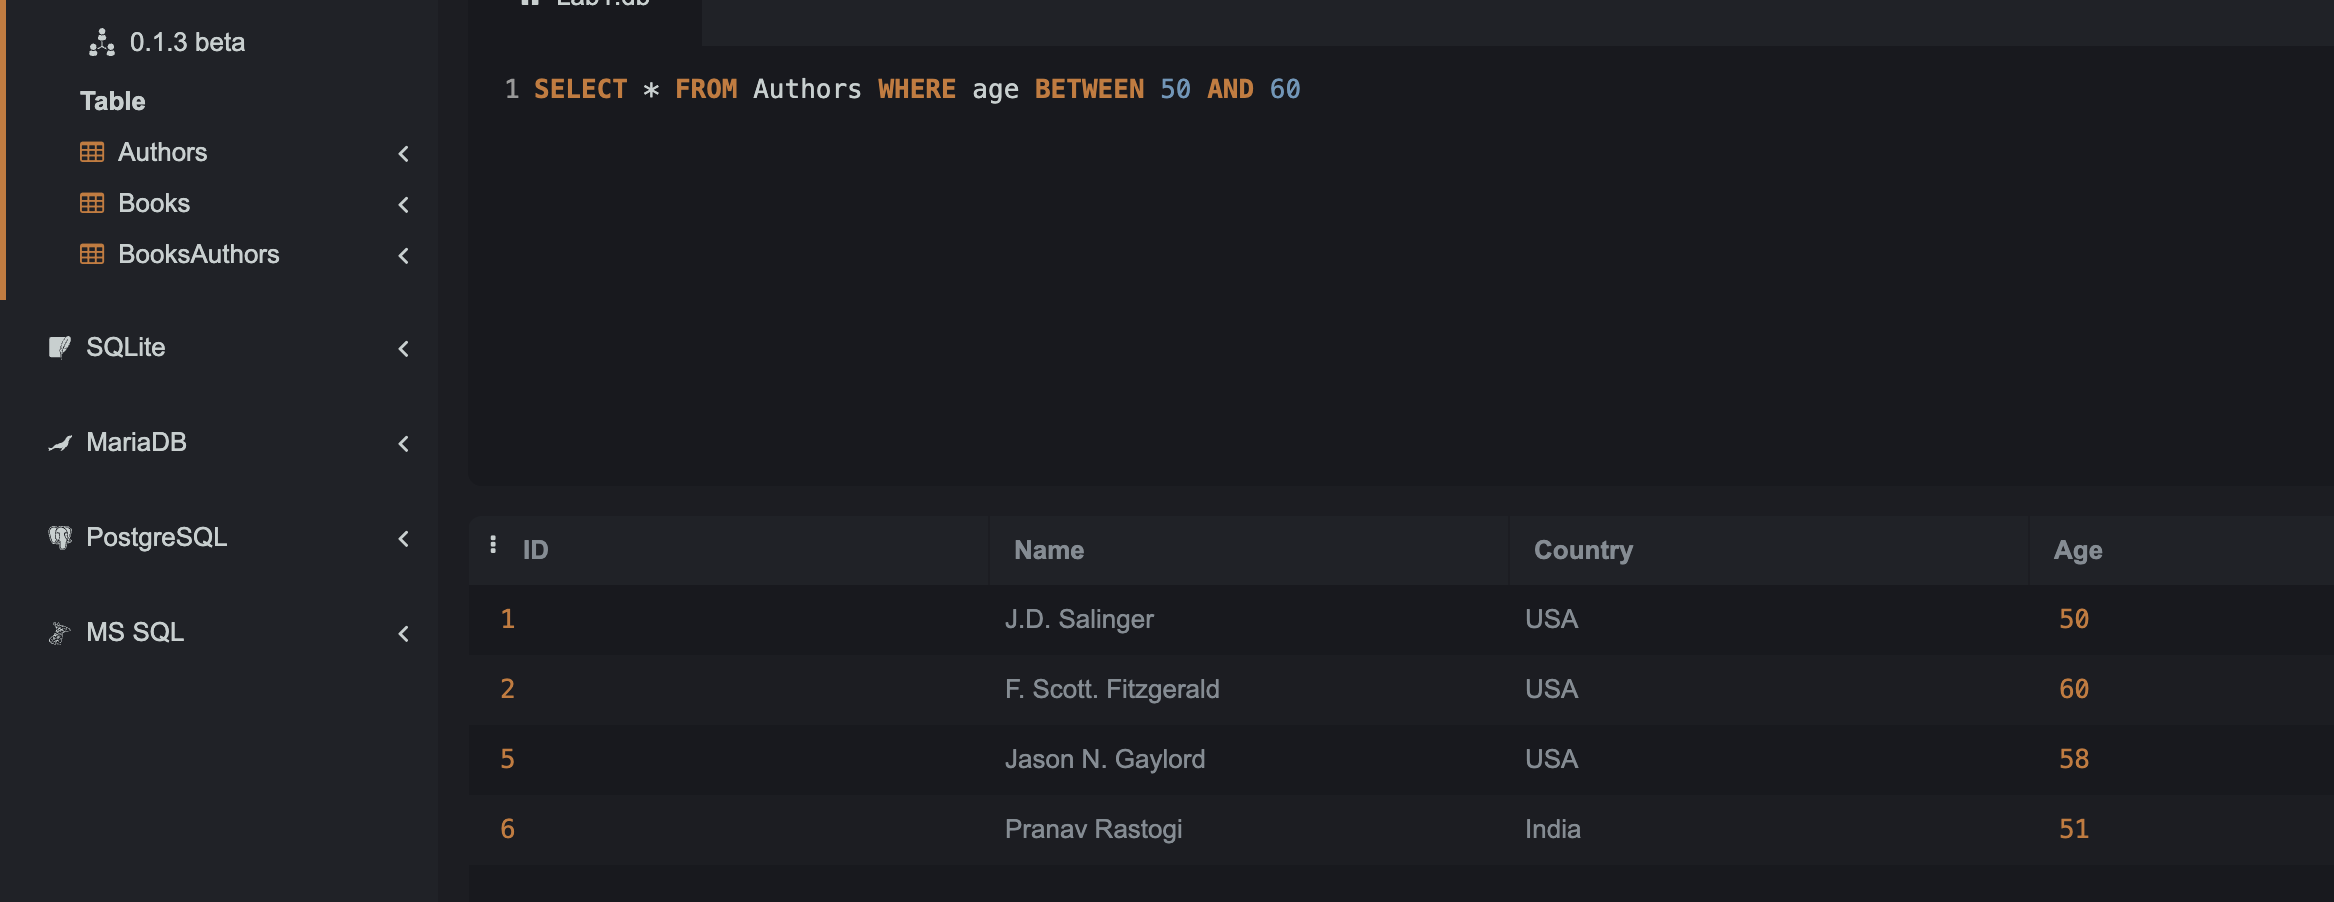 Lab1.db
0.1.3 beta
Table
Authors
Books
BooksAuthors
SQLite
MariaDB
PostgreSQL
MS SQL
1 SELECT * FROM Authors WHERE age BETWEEN 50 AND 60
ID Name Country Age
1 J.D. Salinger USA 50
2 F. Scott. Fitzgerald USA 60
5 Jason N. Gaylord USA 58
6 Pranav Rastogi India 51